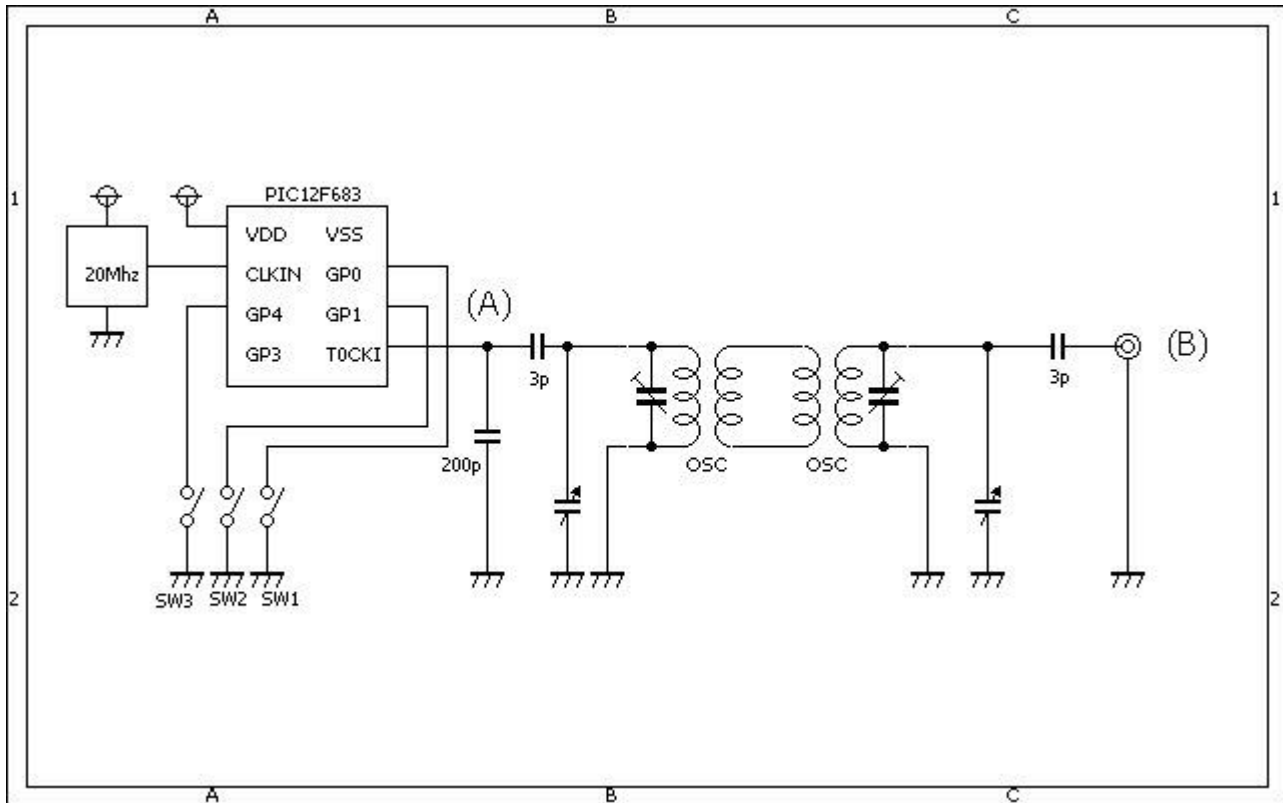 A B C
1 1
PIC12F683
VDD VSS
20Mhz CLKIN GP0
GP4 GP1 (A)
GP3 T0CKI (B)
3p 3p
200p OSC OSC
SW3 SW2 SW1
2 2
A B C